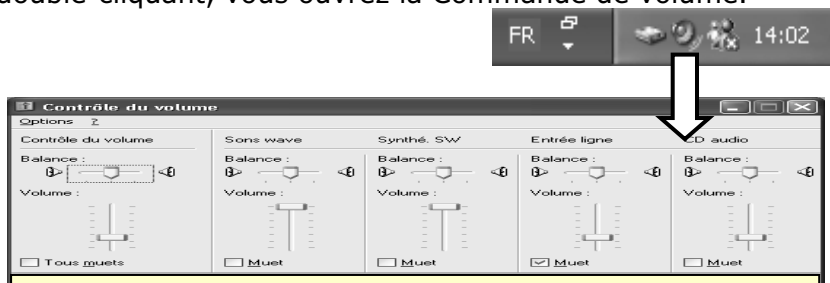 double-cliquant, vous ouvrez la Commande de volume.
FR 14:02
Contrôle du volume
Options ?
Contrôle du volume Sons wave Synthé. SW Entrée ligne CD audio
Balance : Balance : Balance : Balance : Balance :
Volume : Volume : Volume : Volume : Volume :
Tous muets Muet Muet Muet Muet